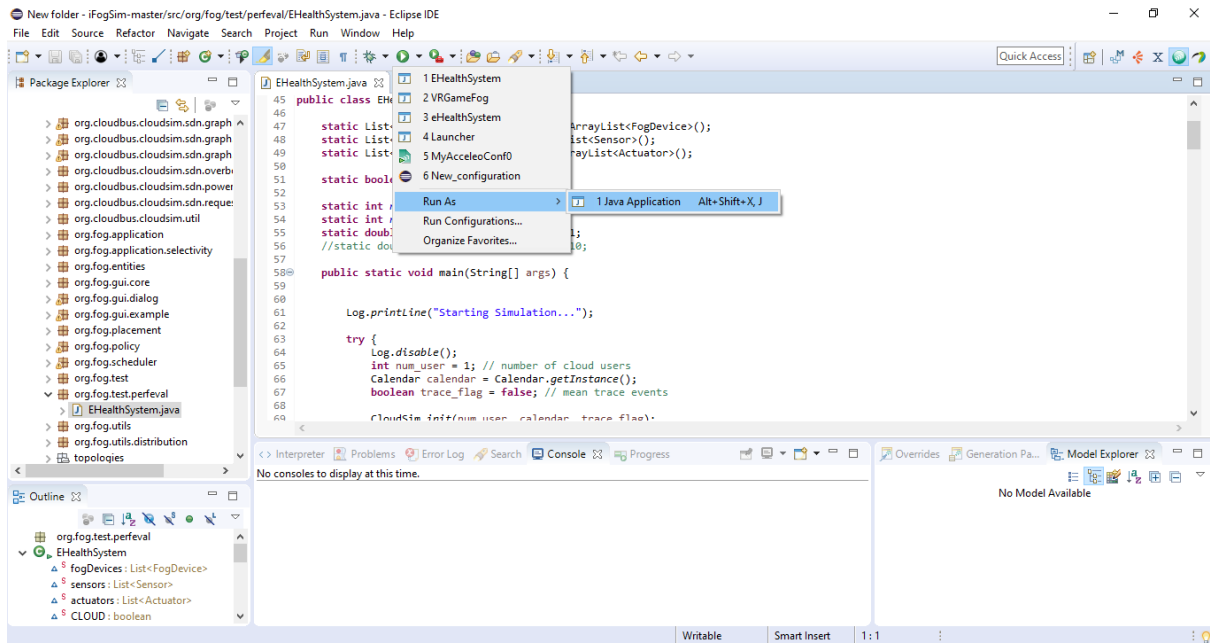 New folder - iFogSim-master/src/org/fog/test/perfeval/EHealthSystem.java - Eclipse IDE
File Edit Source Refactor Navigate Search Project Run Window Help
Quick Access
Package Explorer
org.cloudbus.cloudsim.sdn.graph
org.cloudbus.cloudsim.sdn.graph
org.cloudbus.cloudsim.sdn.graph
org.cloudbus.cloudsim.sdn.overb
org.cloudbus.cloudsim.sdn.power
org.cloudbus.cloudsim.sdn.reques
org.cloudbus.cloudsim.util
org.fog.application
org.fog.application.selectivity
org.fog.entities
org.fog.gui.core
org.fog.gui.dialog
org.fog.gui.example
org.fog.placement
org.fog.policy
org.fog.scheduler
org.fog.test
org.fog.test.perfeval
EHealthSystem.java
org.fog.utils
org.fog.utils.distribution
topologies
EHealthSystem.java
1 EHealthSystem
2 VRGameFog
3 eHealthSystem
4 Launcher
5 MyAcceleoConf0
6 New_configuration
Run As
Run Configurations...
Organize Favorites...
1 Java Application Alt+Shift+X, J
45 public class EH
46
47 static List< ArrayList<FogDevice>();
48 static List< ist<Sensor>();
49 static List< rayList<Actuator>();
50
51 static boole
52
53 static int
54 static int
55 static doubl 1;
56 //static dou 10;
57
58 public static void main(String[] args) {
59
60
61 Log.printLine("Starting Simulation...");
62
63 try {
64 Log.disable();
65 int num_user = 1; // number of cloud users
66 Calendar calendar = Calendar.getInstance();
67 boolean trace_flag = false; // mean trace events
68
69 CloudSim.init(num_user, calendar, trace_flag);
Interpreter Problems Error Log Search Console Progress
No consoles to display at this time.
Overrides Generation Pa... Model Explorer
No Model Available
Outline
org.fog.test.perfeval
EHealthSystem
fogDevices : List<FogDevice>
sensors : List<Sensor>
actuators : List<Actuator>
CLOUD : boolean
Writable Smart Insert 1 : 1